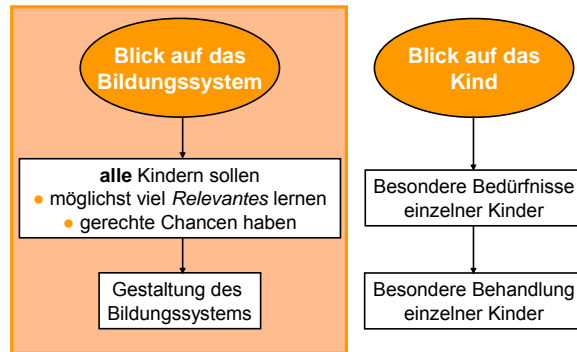 Blick auf das
Bildungssystem
alle Kindern sollen
● möglichst viel Relevantes lernen
● gerechte Chancen haben
Gestaltung des
Bildungssystems
Blick auf das
Kind
Besondere Bedürfnisse
einzelner Kinder
Besondere Behandlung
einzelner Kinder